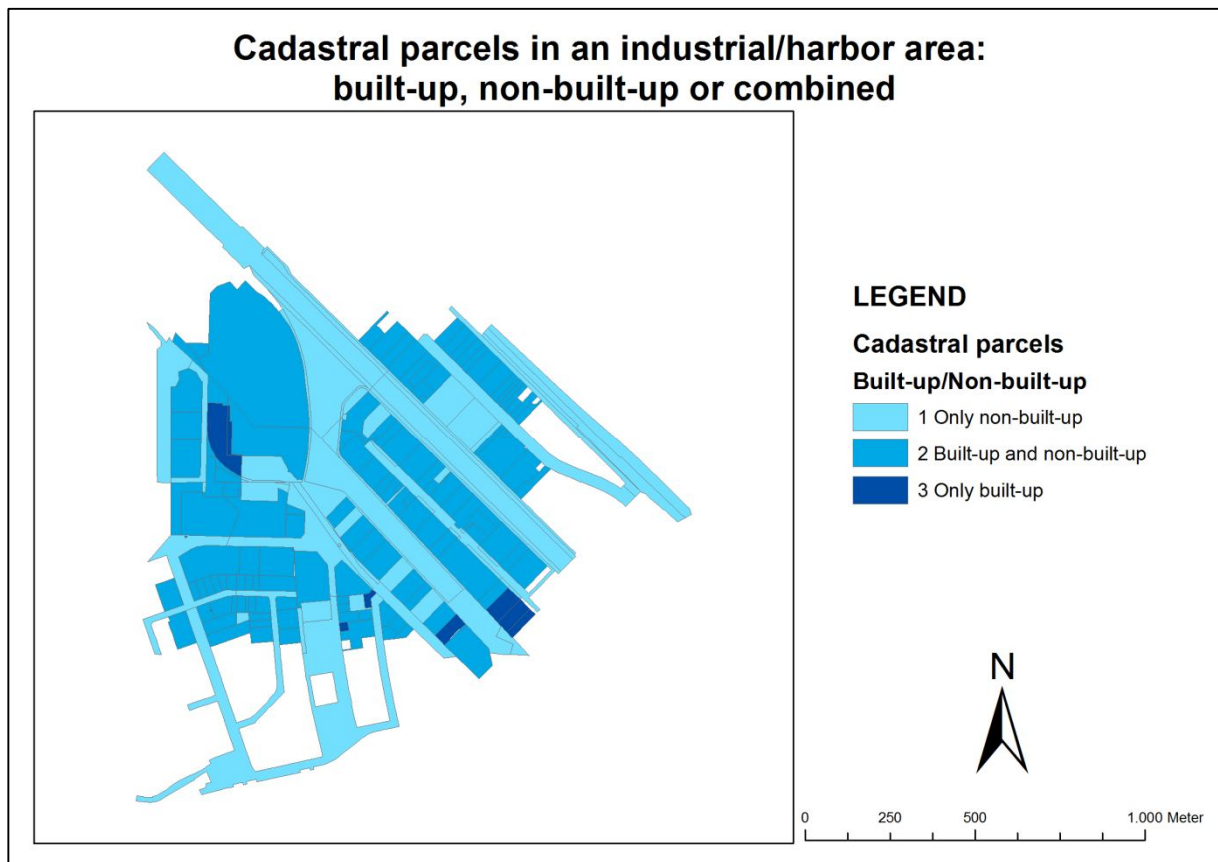 Cadastral parcels in an industrial/harbor area:
built-up, non-built-up or combined
LEGEND
Cadastral parcels
Built-up/Non-built-up
1 Only non-built-up
2 Built-up and non-built-up
3 Only built-up
N
0 250 500 1.000 Meter